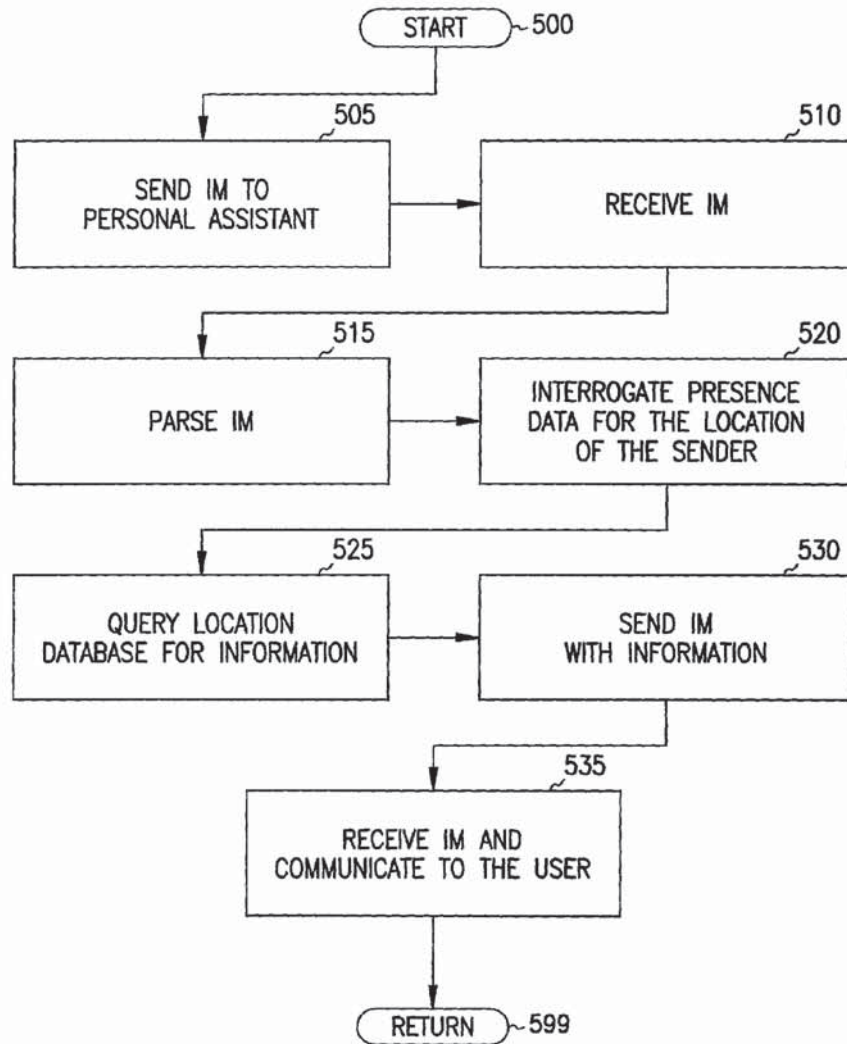 START 500
505
SEND IM TO
PERSONAL ASSISTANT
510
RECEIVE IM
515
PARSE IM
520
INTERROGATE PRESENCE
DATA FOR THE LOCATION
OF THE SENDER
525
QUERY LOCATION
DATABASE FOR INFORMATION
530
SEND IM
WITH INFORMATION
535
RECEIVE IM AND
COMMUNICATE TO THE USER
RETURN 599